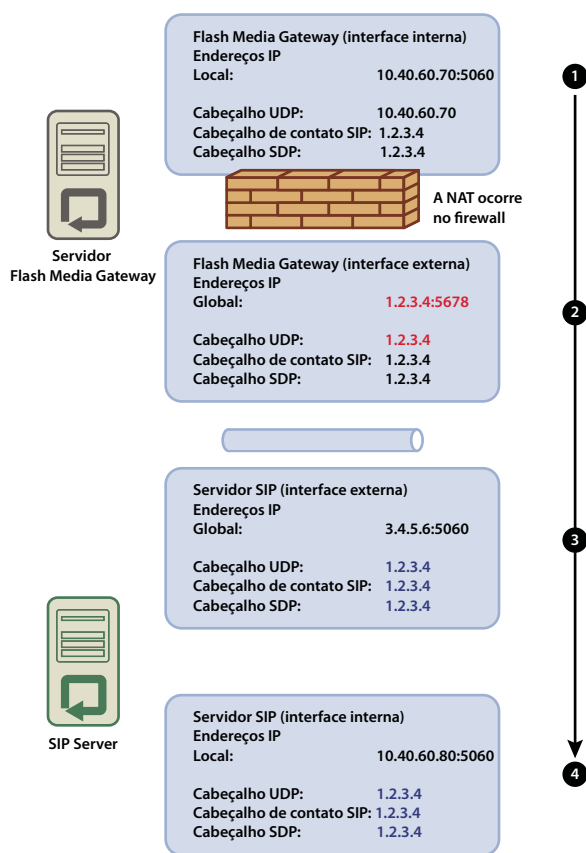 Flash Media Gateway (interface interna)
Endereços IP
Local: 10.40.60.70:5060
Cabeçalho UDP: 10.40.60.70
Cabeçalho de contato SIP: 1.2.3.4
Cabeçalho SDP: 1.2.3.4
1
A NAT ocorre
no firewall
Servidor
Flash Media Gateway
Flash Media Gateway (interface externa)
Endereços IP
Global: 1.2.3.4:5678
Cabeçalho UDP: 1.2.3.4
Cabeçalho de contato SIP: 1.2.3.4
Cabeçalho SDP: 1.2.3.4
2
Servidor SIP (interface externa)
Endereços IP
Global: 3.4.5.6:5060
Cabeçalho UDP: 1.2.3.4
Cabeçalho de contato SIP: 1.2.3.4
Cabeçalho SDP: 1.2.3.4
3
SIP Server
Servidor SIP (interface interna)
Endereços IP
Local: 10.40.60.80:5060
Cabeçalho UDP: 1.2.3.4
Cabeçalho de contato SIP: 1.2.3.4
Cabeçalho SDP: 1.2.3.4
4